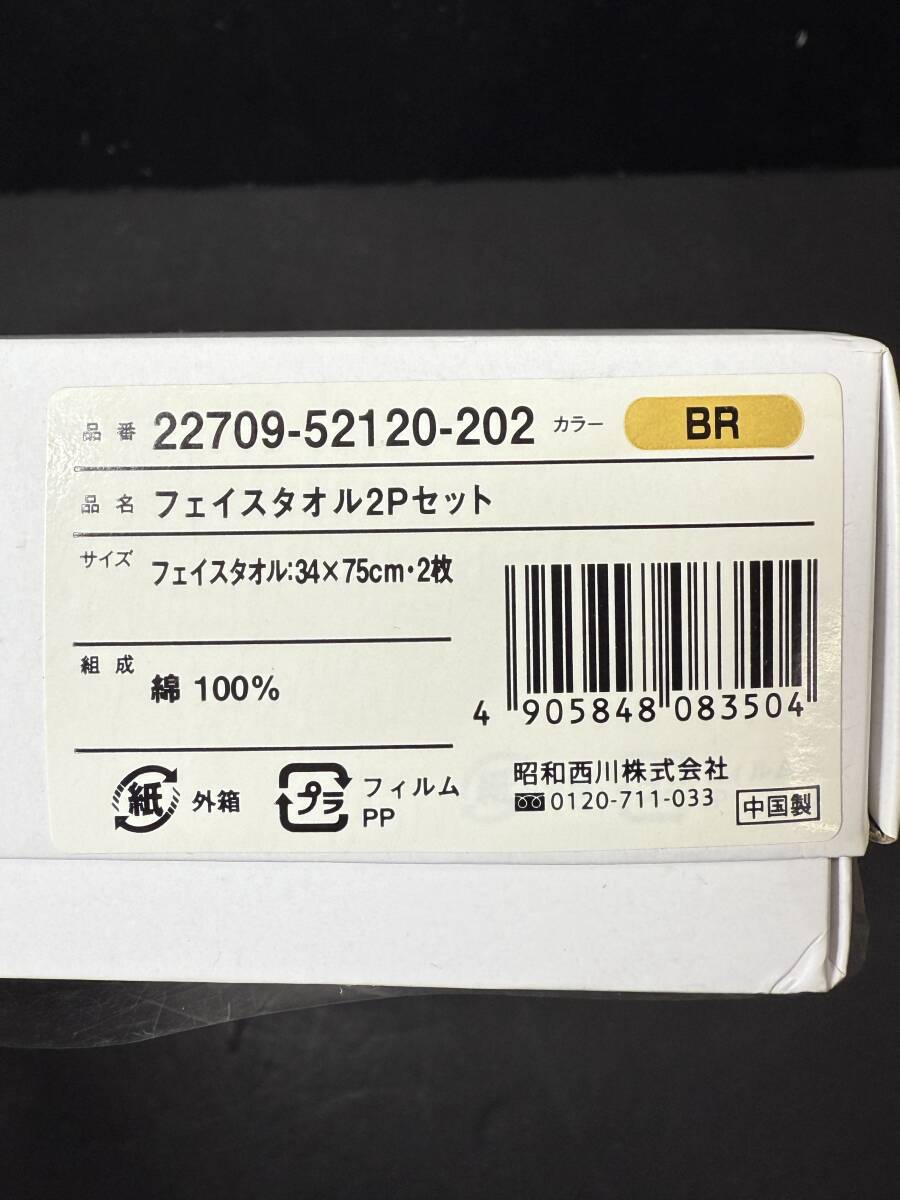 品番 22709-52120-202 カラー BR
品名 フェイスタオル2Pセット
サイズ フェイスタオル:34×75cm・2枚
組成 綿 100%
4 905848 083504
紙 外箱
プラ フィルム PP
昭和西川株式会社
0120-711-033
中国製